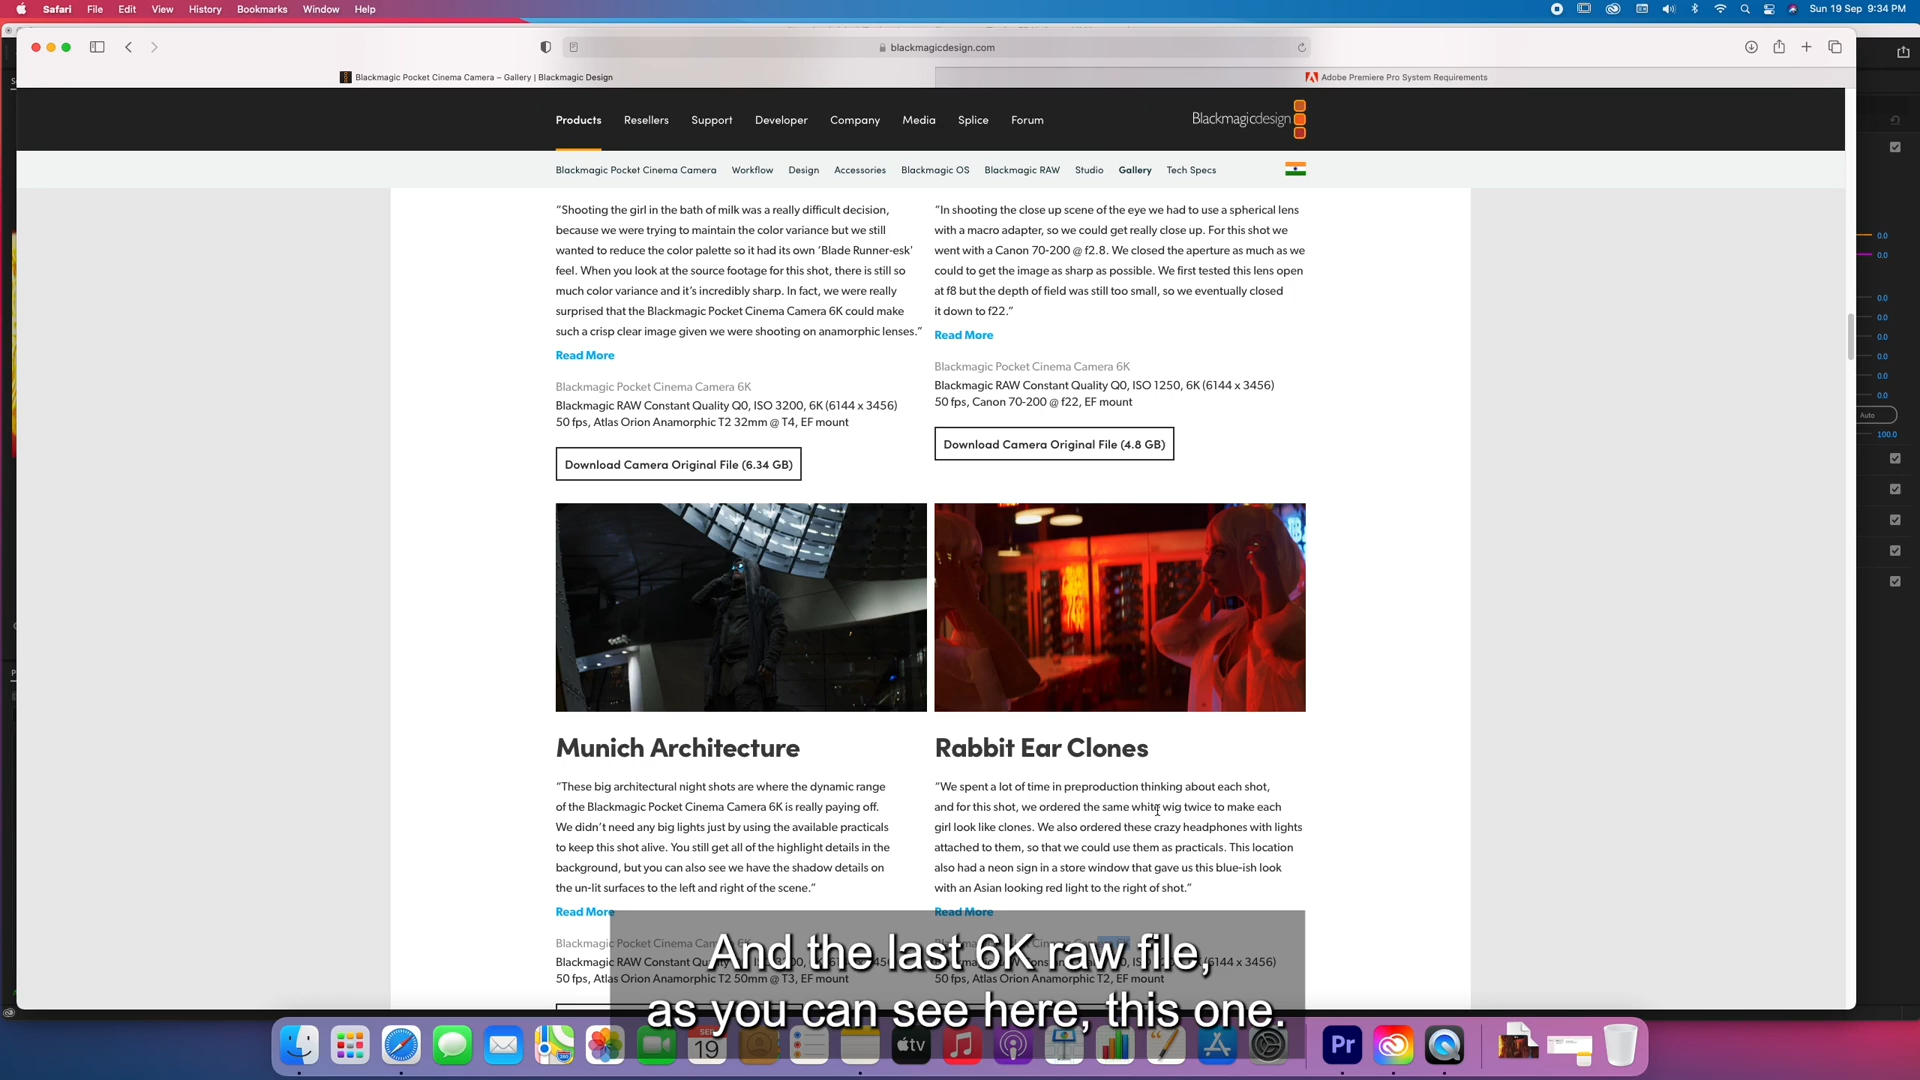 Safari File Edit View History Bookmarks Window Help
Sun 19 Sep 9:34 PM
blackmagicdesign.com
Blackmagic Pocket Cinema Camera – Gallery | Blackmagic Design
Adobe Premiere Pro System Requirements
Products Resellers Support Developer Company Media Splice Forum
Blackmagicdesign
Blackmagic Pocket Cinema Camera Workflow Design Accessories Blackmagic OS Blackmagic RAW Studio Gallery Tech Specs
“Shooting the girl in the bath of milk was a really difficult decision,
because we were trying to maintain the color variance but we still
wanted to reduce the color palette so it had its own ‘Blade Runner-esk'
feel. When you look at the source footage for this shot, there is still so
much color variance and it’s incredibly sharp. In fact, we were really
surprised that the Blackmagic Pocket Cinema Camera 6K could make
such a crisp clear image given we were shooting on anamorphic lenses.”
Read More
Blackmagic Pocket Cinema Camera 6K
Blackmagic RAW Constant Quality Q0, ISO 3200, 6K (6144 x 3456)
50 fps, Atlas Orion Anamorphic T2 32mm @ T4, EF mount
Download Camera Original File (6.34 GB)
“In shooting the close up scene of the eye we had to use a spherical lens
with a macro adapter, so we could get really close up. For this shot we
went with a Canon 70-200 @ f2.8. We closed the aperture as much as we
could to get the image as sharp as possible. We first tested this lens open
at f8 but the depth of field was still too small, so we eventually closed
it down to f22.”
Read More
Blackmagic Pocket Cinema Camera 6K
Blackmagic RAW Constant Quality Q0, ISO 1250, 6K (6144 x 3456)
50 fps, Canon 70-200 @ f22, EF mount
Download Camera Original File (4.8 GB)
Munich Architecture
“These big architectural night shots are where the dynamic range
of the Blackmagic Pocket Cinema Camera 6K is really paying off.
We didn’t need any big lights just by using the available practicals
to keep this shot alive. You still get all of the highlight details in the
background, but you can also see we have the shadow details on
the un-lit surfaces to the left and right of the scene.”
Read More
Blackmagic Pocket Cinema Camera 6K
Blackmagic RAW Constant
50 fps, Atlas Orion Anamorphic T2 50mm @ T3, EF mount
Rabbit Ear Clones
“We spent a lot of time in preproduction thinking about each shot,
and for this shot, we ordered the same white wig twice to make each
girl look like clones. We also ordered these crazy headphones with lights
attached to them, so that we could use them as practicals. This location
also had a neon sign in a store window that gave us this blue-ish look
with an Asian looking red light to the right of shot.”
Read More
50 fps, Atlas Orion Anamorphic T2, EF mount
And the last 6K raw file,
as you can see here, this one.
0.0
0.0
0.0
0.0
0.0
0.0
0.0
0.0
Auto
100.0
SEP
19
tv
Pr